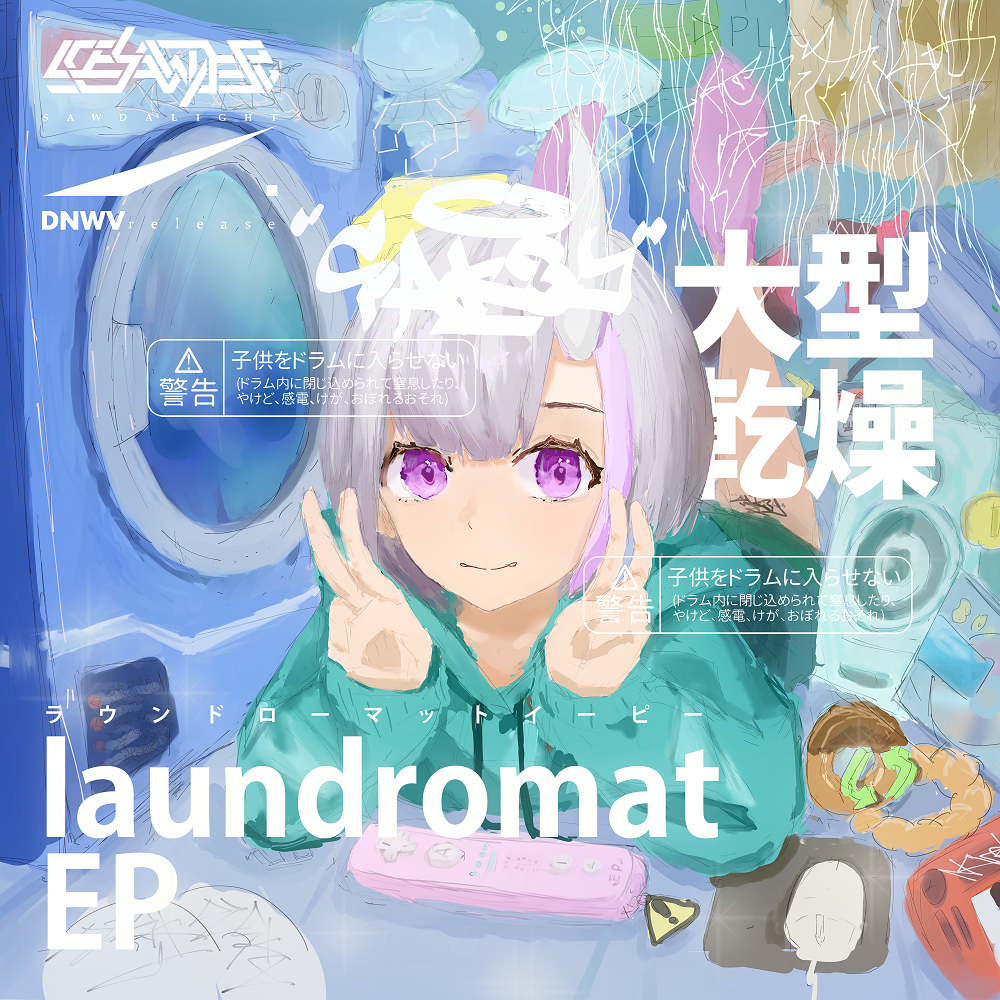 SAWDALIGHT
DNWV release
大型
乾燥
警告
子供をドラムに入らせない
(ドラム内に閉じ込められて窒息したり、
やけど、感電、けが、おぼれるおそれ)
警告
子供をドラムに入らせない
(ドラム内に閉じ込められて窒息したり、
やけど、感電、けが、おぼれるおそれ)
ラウンドローマットイーピー
laundromat
EP